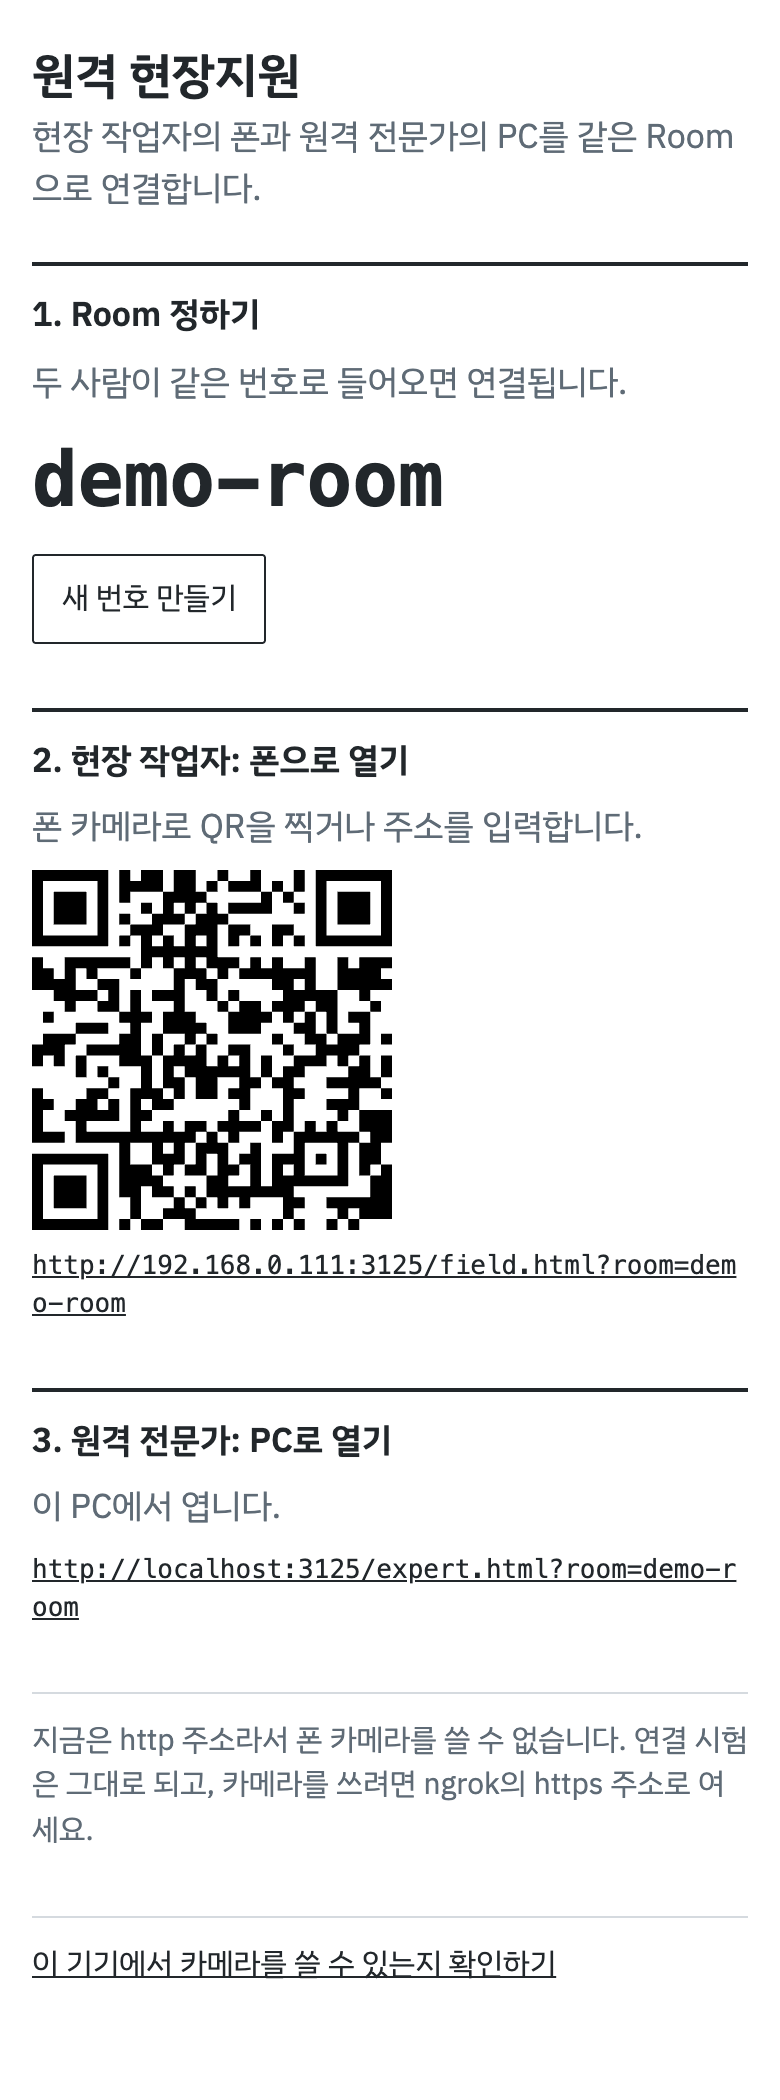 원격 현장지원
현장 작업자의 폰과 원격 전문가의 PC를 같은 Room
으로 연결합니다.
1. Room 정하기
두 사람이 같은 번호로 들어오면 연결됩니다.
demo-room
새 번호 만들기
2. 현장 작업자: 폰으로 열기
폰 카메라로 QR을 찍거나 주소를 입력합니다.
http://192.168.0.111:3125/field.html?room=dem
o-room
3. 원격 전문가: PC로 열기
이 PC에서 엽니다.
http://localhost:3125/expert.html?room=demo-r
oom
지금은 http 주소라서 폰 카메라를 쓸 수 없습니다. 연결 시험
은 그대로 되고, 카메라를 쓰려면 ngrok의 https 주소로 여
세요.
이 기기에서 카메라를 쓸 수 있는지 확인하기